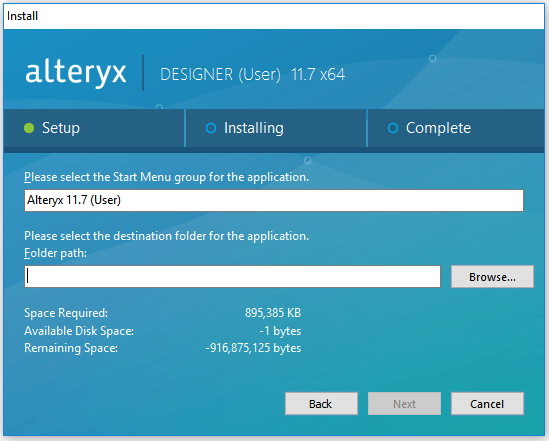 Install
alteryx DESIGNER (User) 11.7 x64
Setup Installing Complete
Please select the Start Menu group for the application.
Alteryx 11.7 (User)
Please select the destination folder for the application.
Folder path:
Browse...
Space Required: 895,385 KB
Available Disk Space: -1 bytes
Remaining Space: -916,875,125 bytes
Back Next Cancel